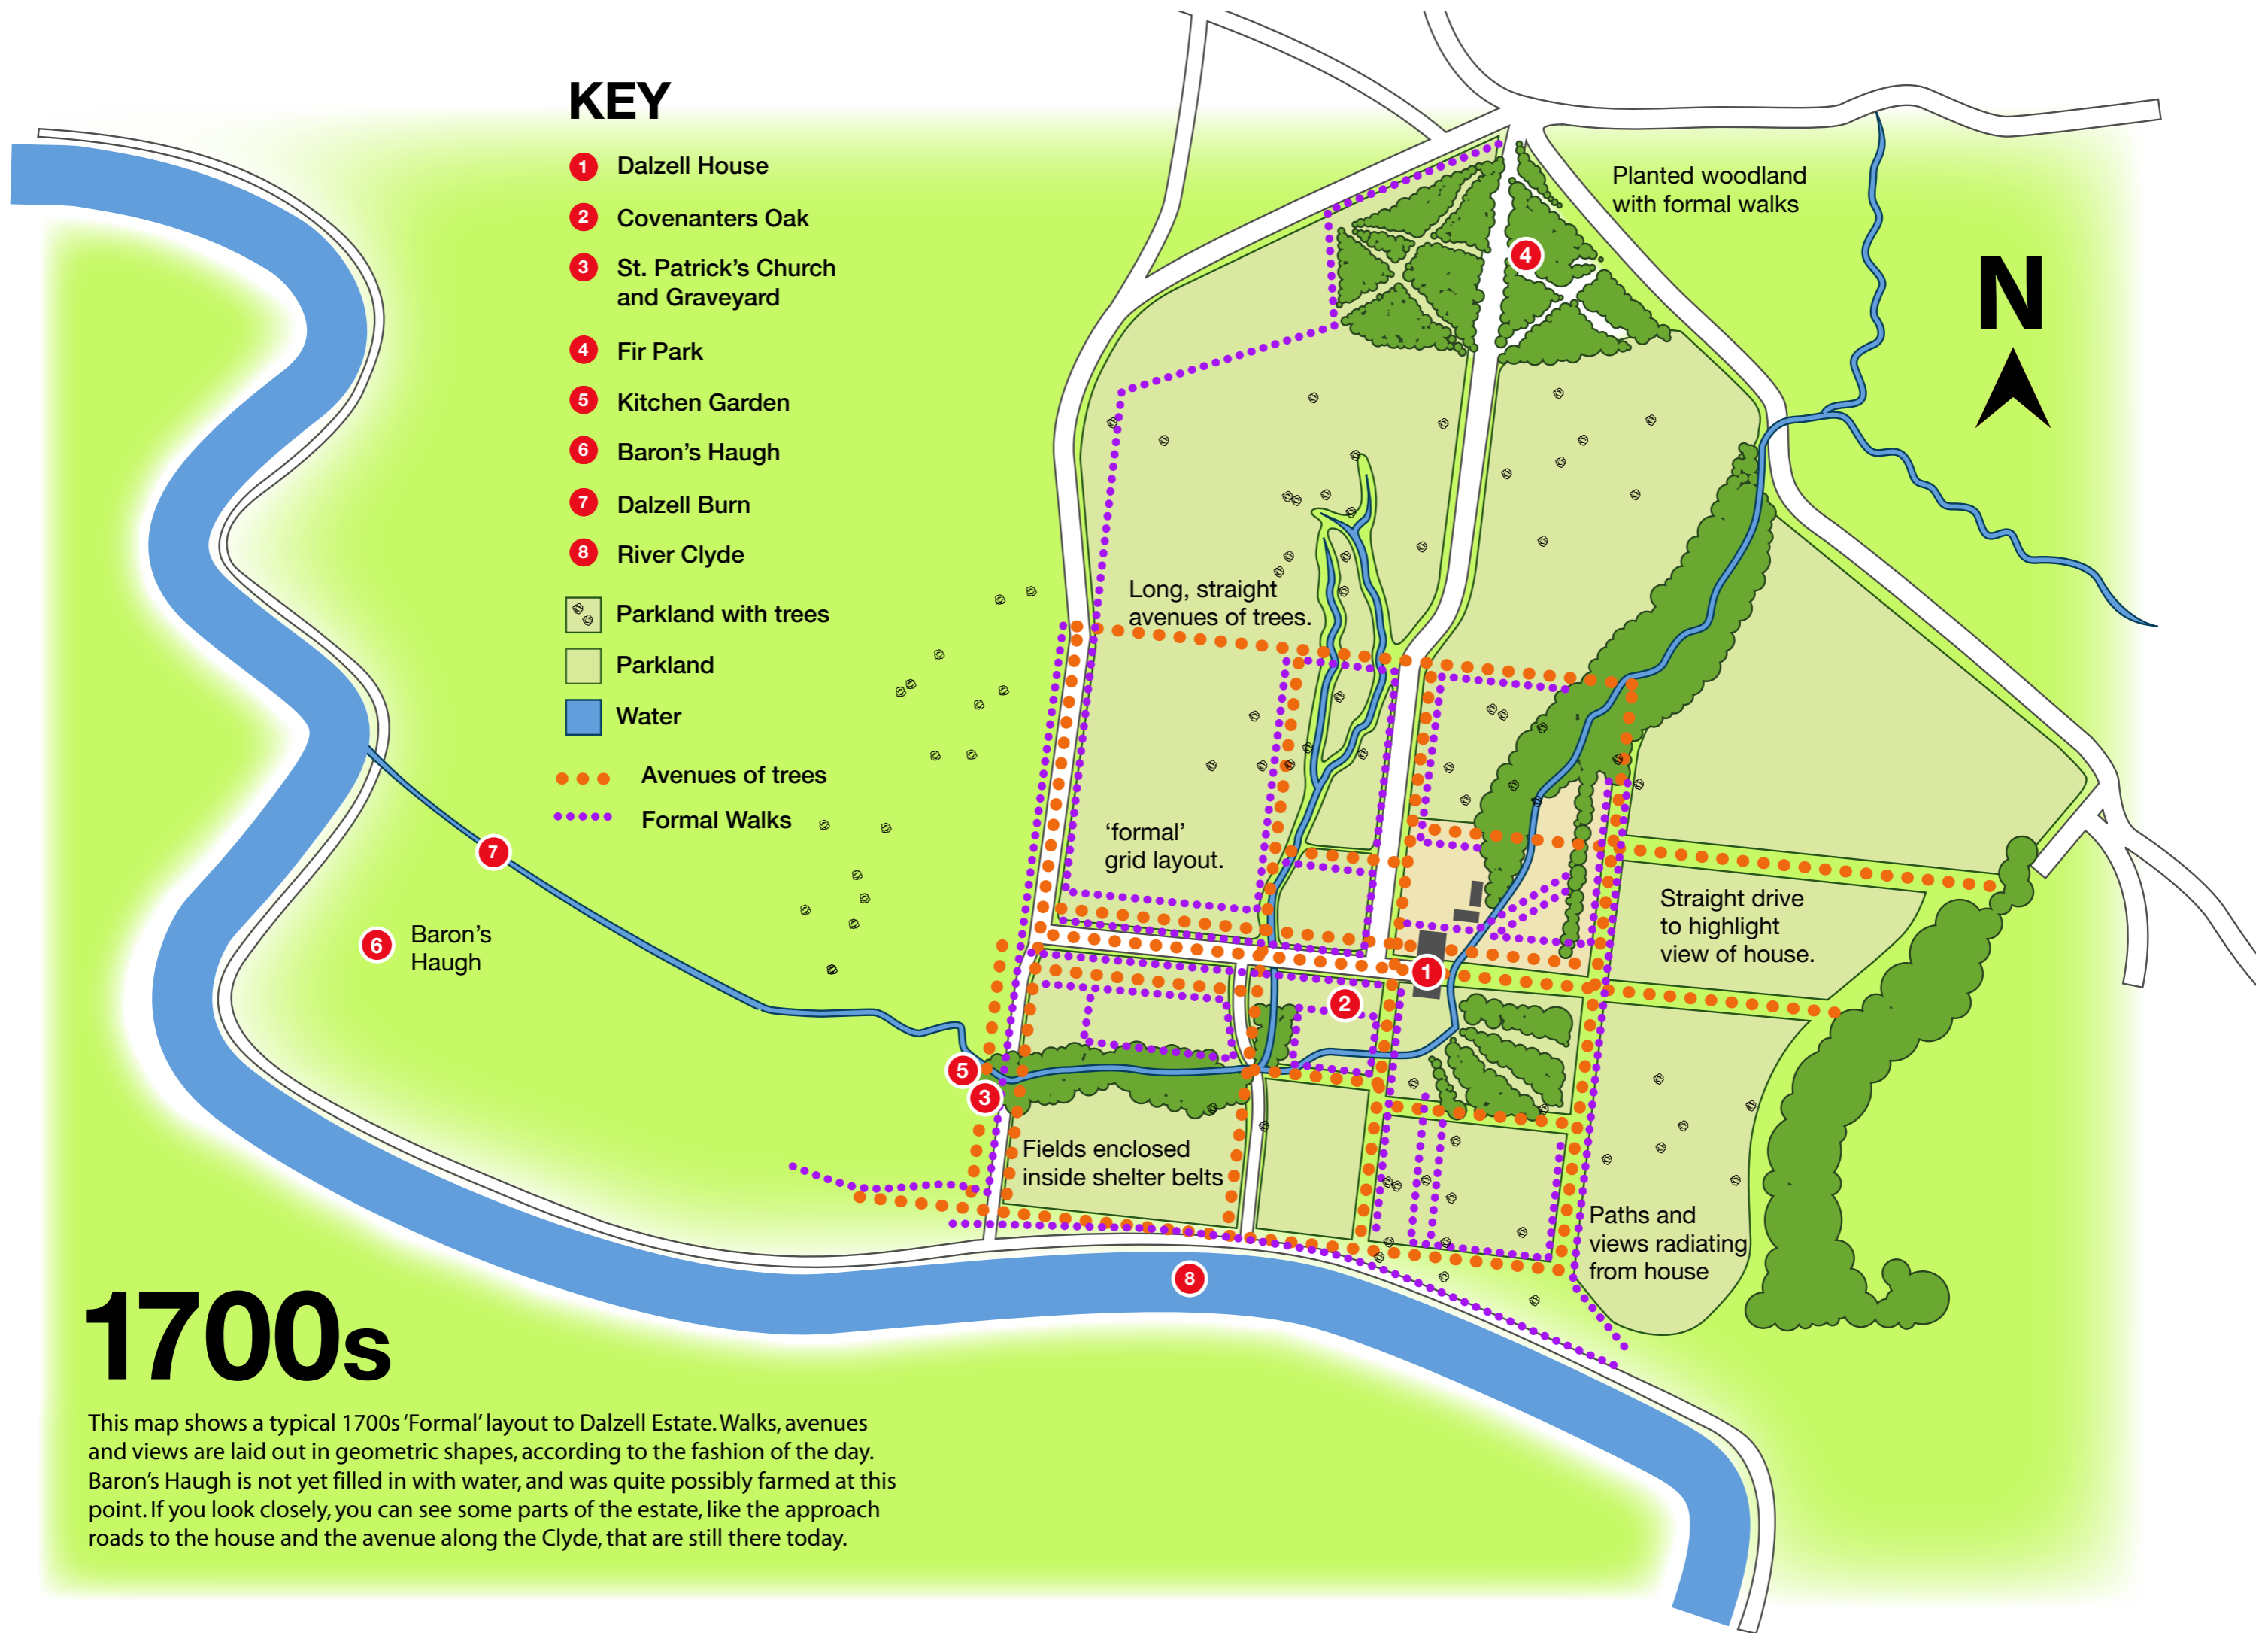 KEY
1 Dalzell House
2 Covenanters Oak
3 St. Patrick’s Church
and Graveyard
4 Fir Park
5 Kitchen Garden
6 Baron’s Haugh
7 Dalzell Burn
8 River Clyde
Parkland with trees
Parkland
Water
Avenues of trees
Formal Walks
Planted woodland
with formal walks
N
4
Long, straight
avenues of trees.
‘formal’
grid layout.
7
6
Baron’s
Haugh
Straight drive
to highlight
view of house.
1
2
5
3
Fields enclosed
inside shelter belts
Paths and
views radiating
from house
8
1700s
This map shows a typical 1700s ‘Formal’ layout to Dalzell Estate. Walks, avenues
and views are laid out in geometric shapes, according to the fashion of the day.
Baron’s Haugh is not yet filled in with water, and was quite possibly farmed at this
point. If you look closely, you can see some parts of the estate, like the approach
roads to the house and the avenue along the Clyde, that are still there today.